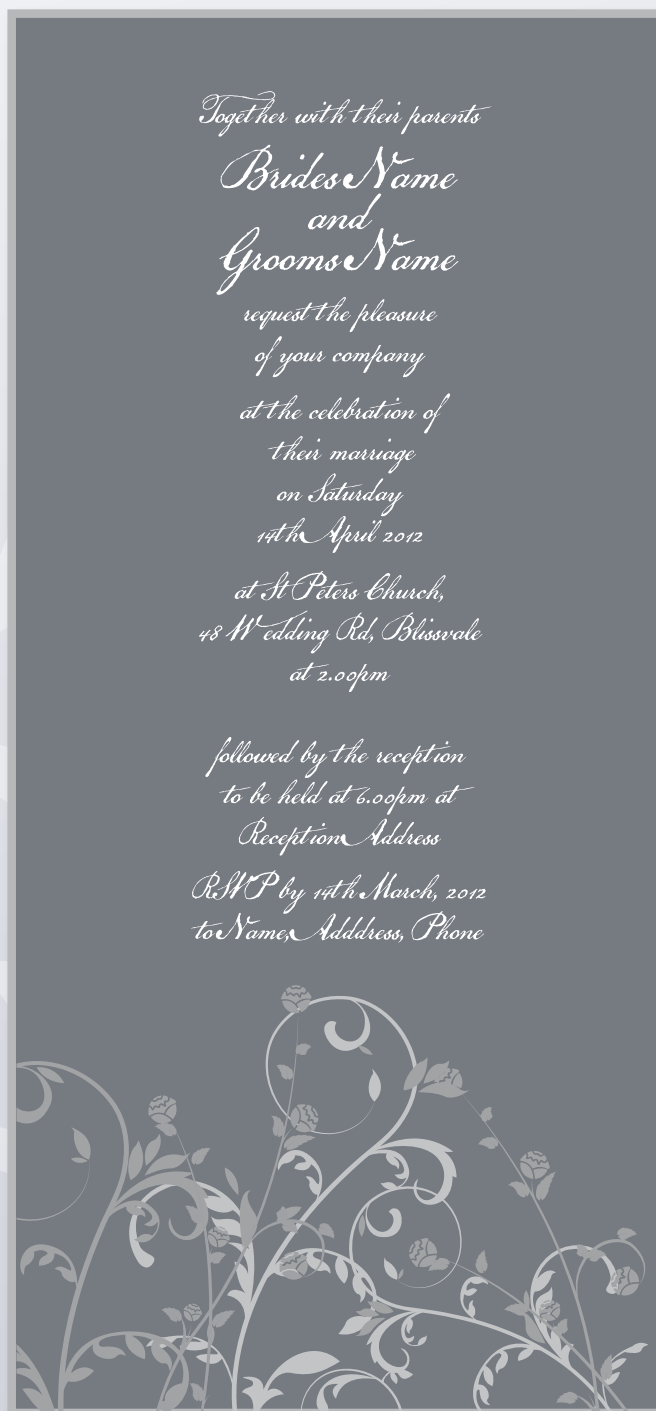 Together with their parents
Brides Name
and
Grooms Name
request the pleasure
of your company
at the celebration of
their marriage
on Saturday
14th April 2012
at St Peters Church,
48 Wedding Rd, Blissvale
at 2.00pm
followed by the reception
to be held at 6.00pm at
Reception Address
RSVP by 14th March, 2012
to Name, Adddress, Phone